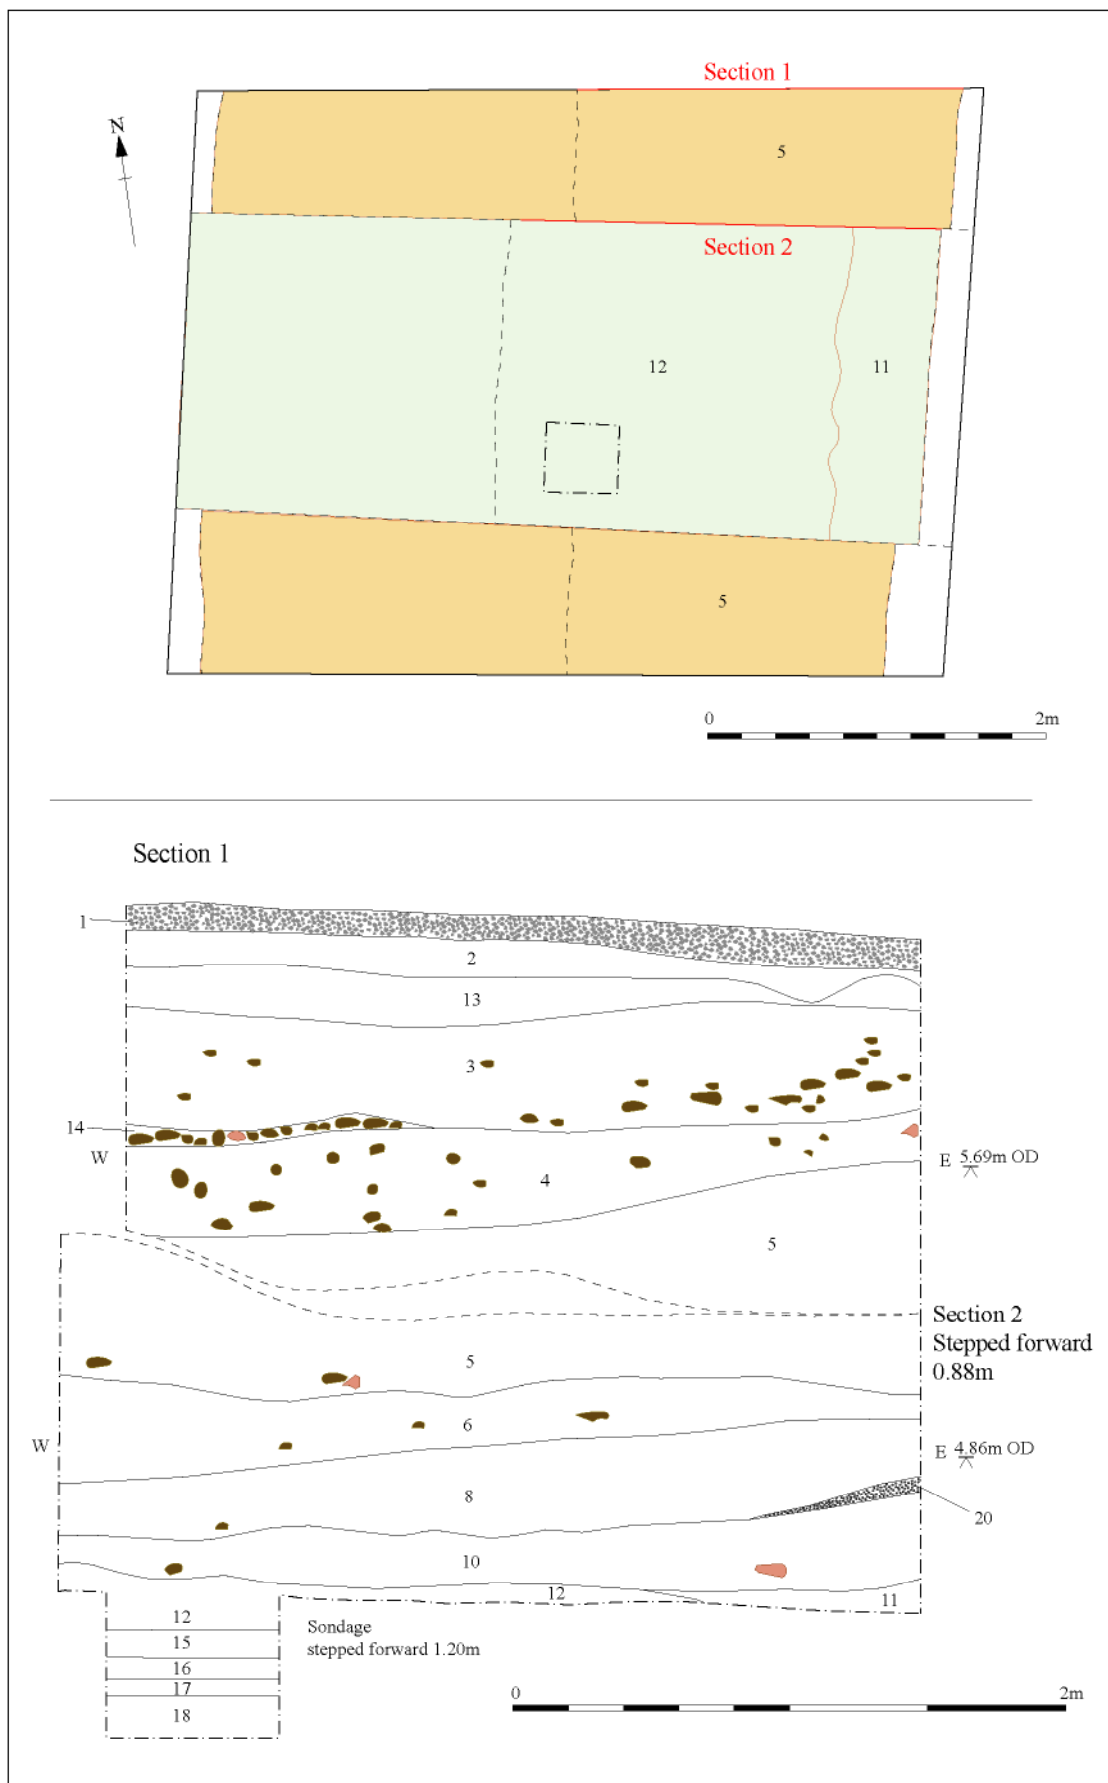 Section 1
N
5
Section 2
12
11
5
0 2m
Section 1
1
2
13
3
14
W
4
E 5.69m OD
5
Section 2
Stepped forward
0.88m
5
6
W
E 4.86m OD
8
20
10
12
11
12
Sondage
stepped forward 1.20m
15
16
17
18
0 2m